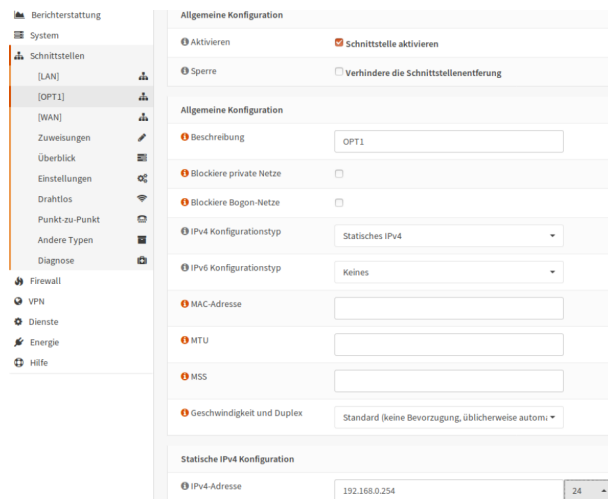 Berichterstattung
System
Schnittstellen
[LAN]
[OPT1]
[WAN]
Zuweisungen
Überblick
Einstellungen
Drahtlos
Punkt-zu-Punkt
Andere Typen
Diagnose
Firewall
VPN
Dienste
Energie
Hilfe
Allgemeine Konfiguration
Aktivieren
Schnittstelle aktivieren
Sperre
Verhindere die Schnittstellenentferung
Allgemeine Konfiguration
Beschreibung
OPT1
Blockiere private Netze
Blockiere Bogon-Netze
IPv4 Konfigurationstyp
Statisches IPv4
IPv6 Konfigurationstyp
Keines
MAC-Adresse
MTU
MSS
Geschwindigkeit und Duplex
Standard (keine Bevorzugung, üblicherweise automa
Statische IPv4 Konfiguration
IPv4-Adresse
192.168.0.254
24